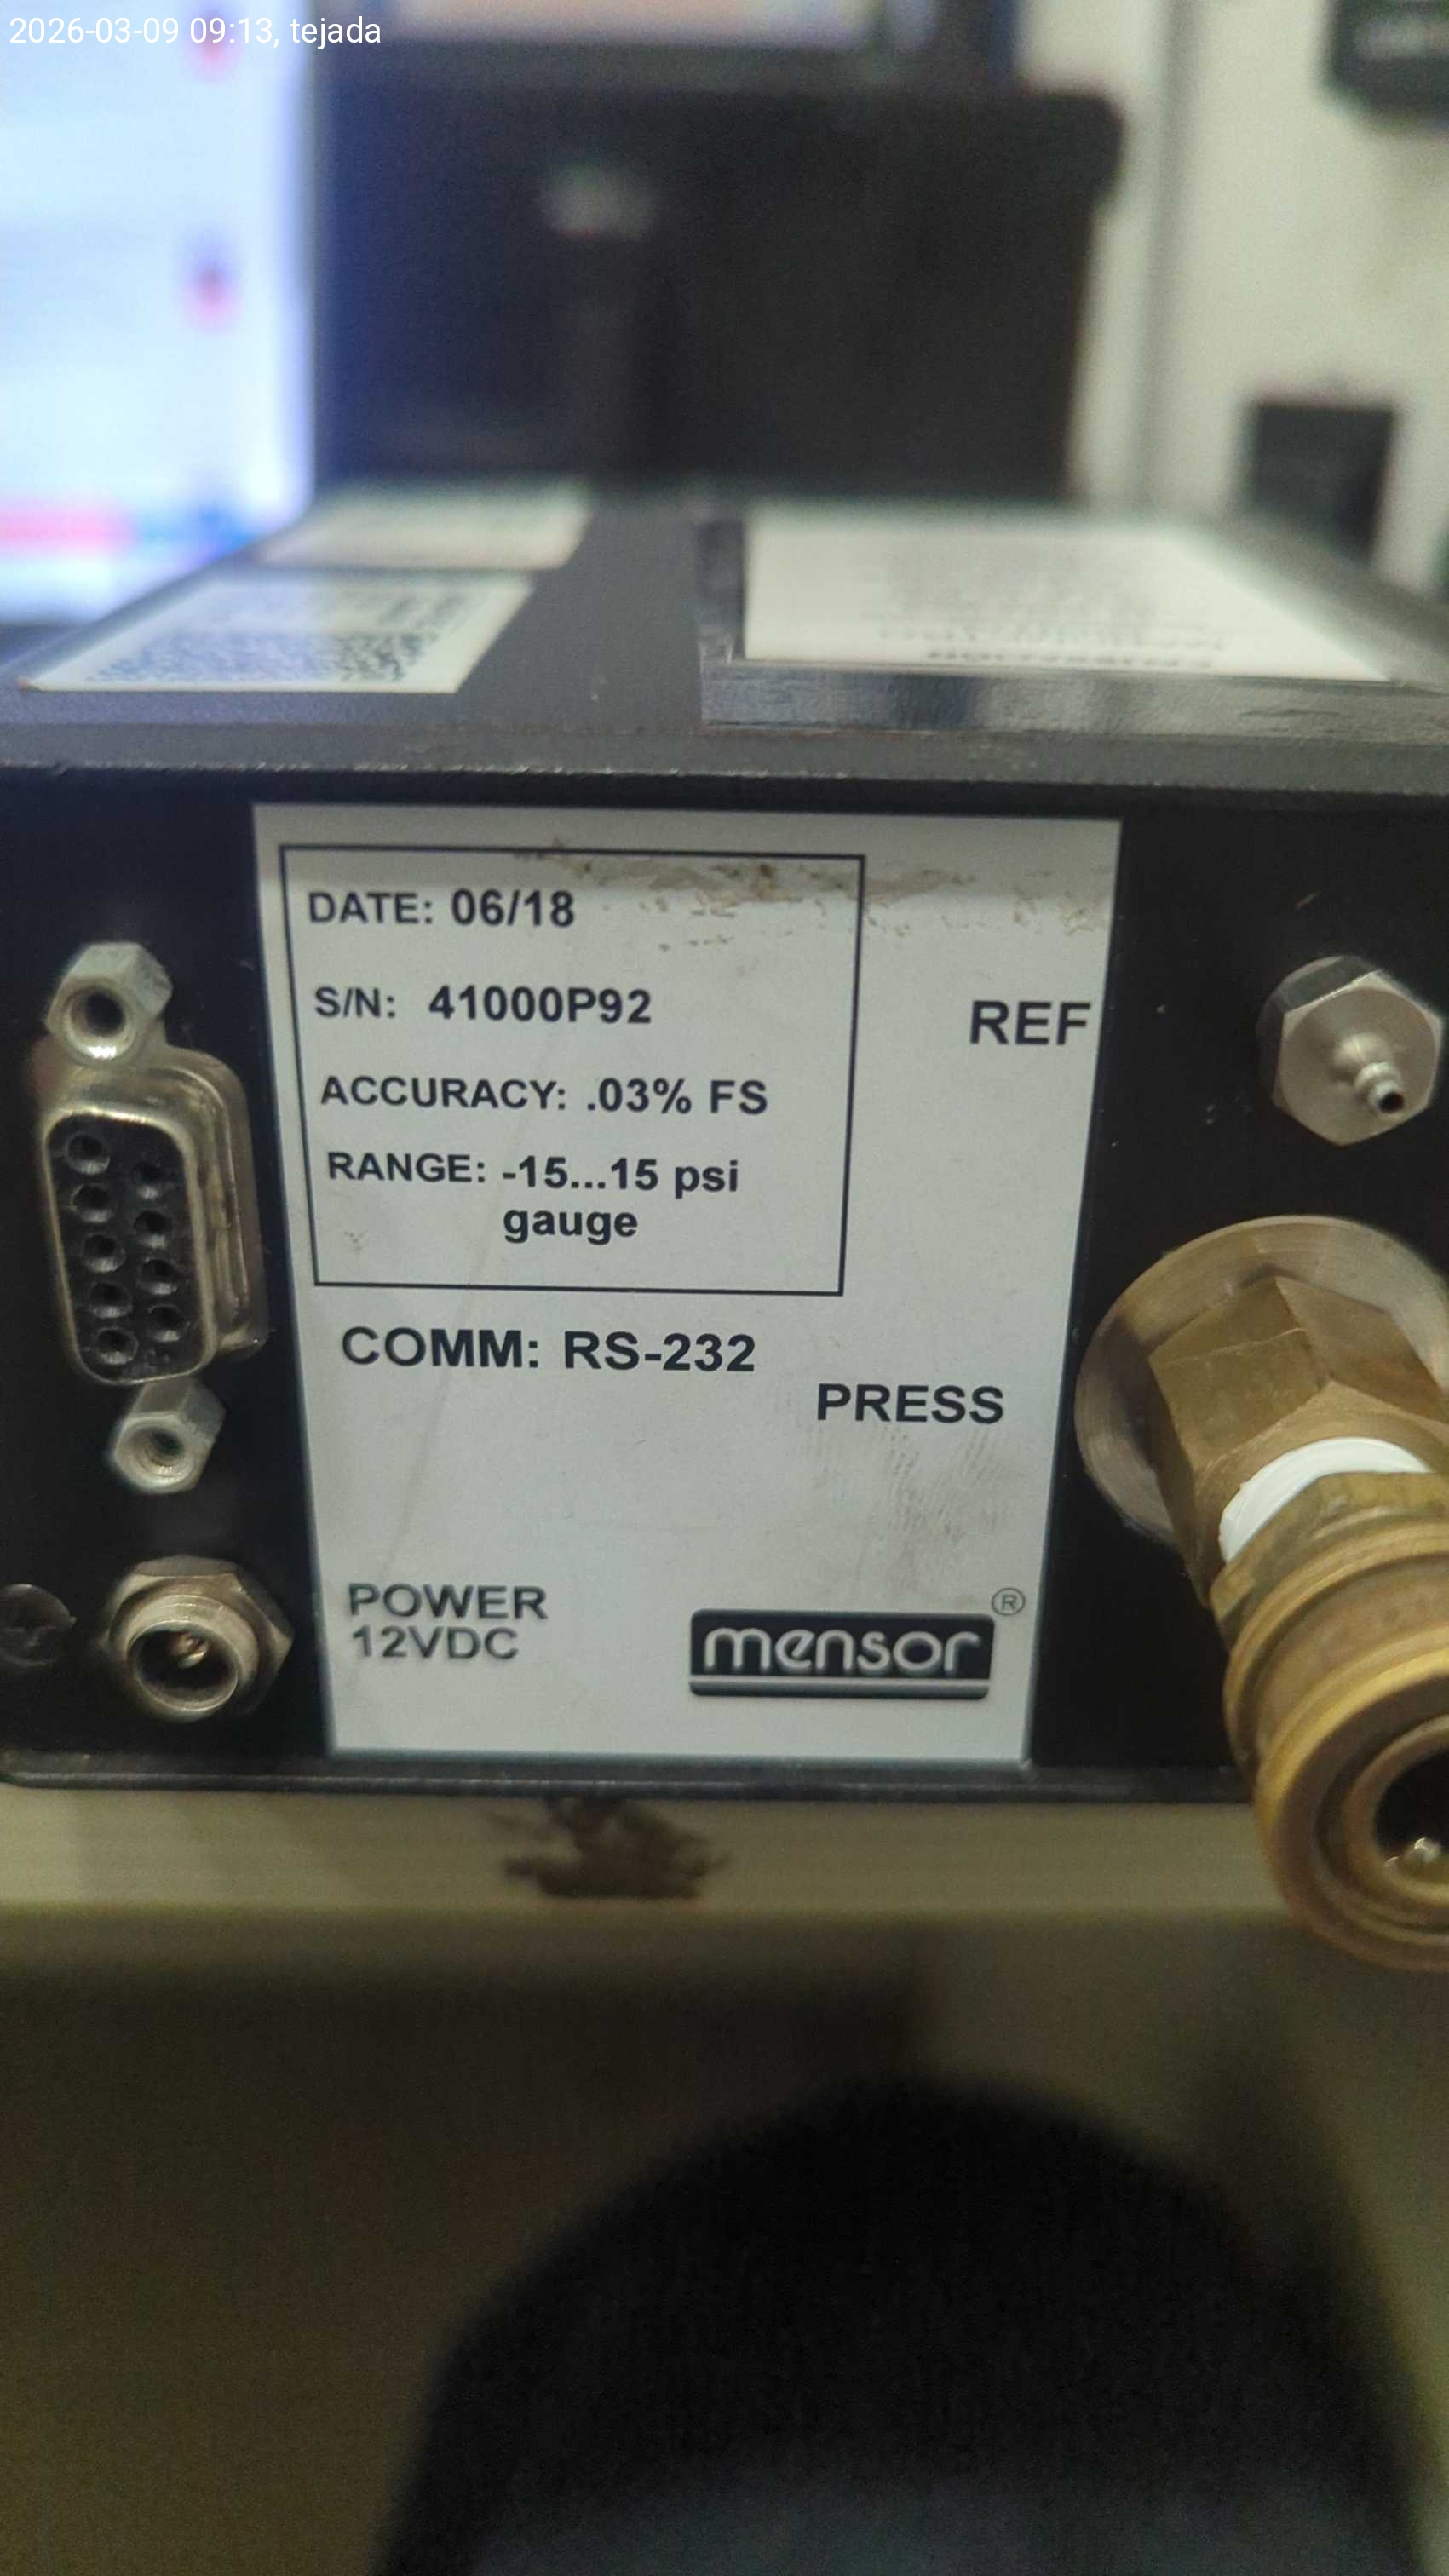 2026-03-09 09:13, tejada
DATE: 06/18
S/N: 41000P92
REF
ACCURACY: .03% FS
RANGE: -15...15 psi
gauge
COMM: RS-232
PRESS
POWER
12VDC
mensor®